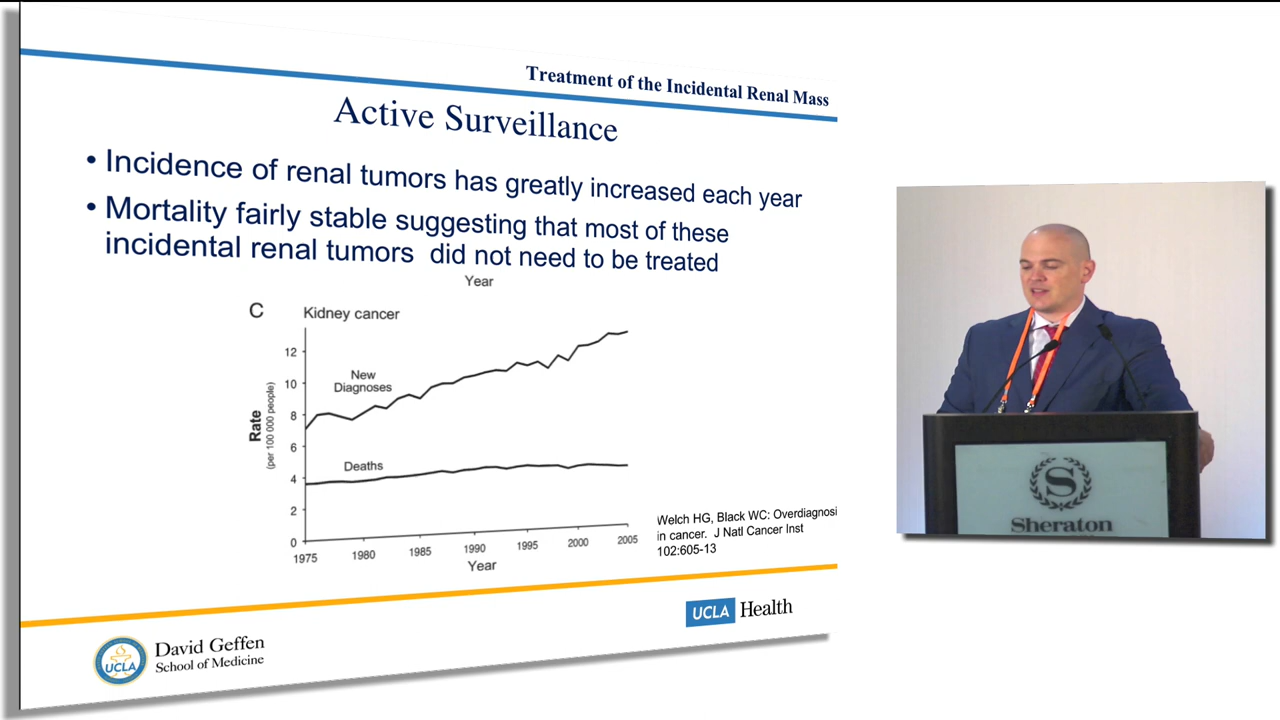 Treatment of the Incidental Renal Mass
Active Surveillance
• Incidence of renal tumors has greatly increased each year
• Mortality fairly stable suggesting that most of these
incidental renal tumors did not need to be treated
Year
C Kidney cancer
12
10
8
6
4
2
0
Rate
(per 100 000 people)
New
Diagnoses
Deaths
1975 1980 1985 1990 1995 2000 2005
Year
Welch HG, Black WC: Overdiagnosi
in cancer. J Natl Cancer Inst
102:605-13
UCLA Health
UCLA
David Geffen
School of Medicine
S
Sheraton